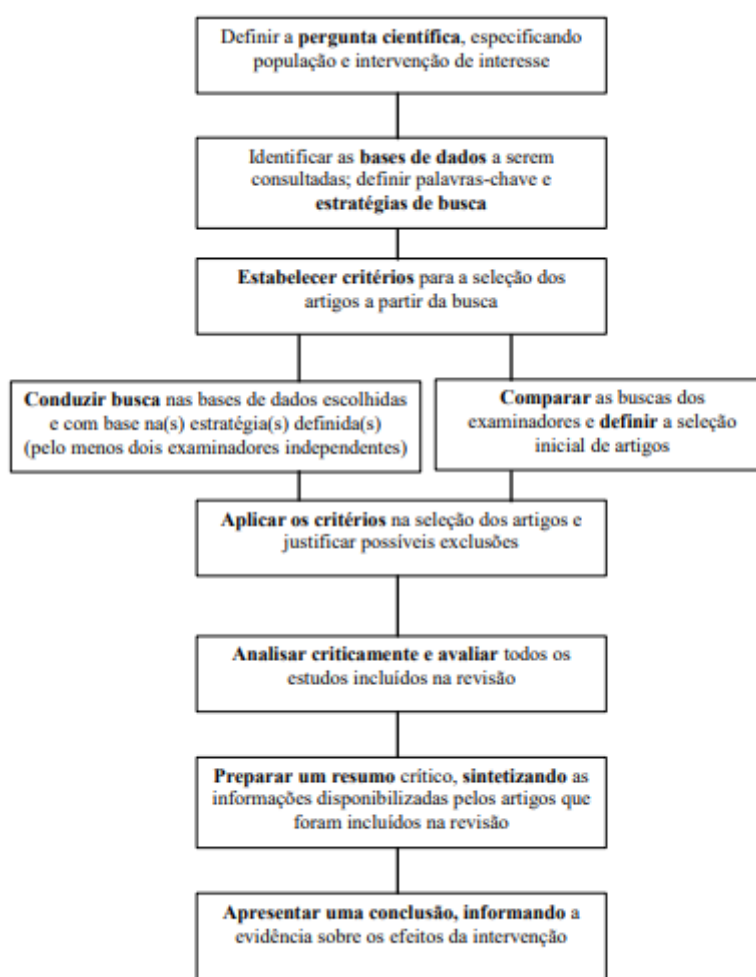 Definir a pergunta científica, especificando
população e intervenção de interesse
Identificar as bases de dados a serem
consultadas; definir palavras-chave e
estratégias de busca
Estabelecer critérios para a seleção dos
artigos a partir da busca
Conduzir busca nas bases de dados escolhidas
e com base na(s) estratégia(s) definida(s)
(pelo menos dois examinadores independentes)
Comparar as buscas dos
examinadores e definir a seleção
inicial de artigos
Aplicar os critérios na seleção dos artigos e
justificar possíveis exclusões
Analisar criticamente e avaliar todos os
estudos incluídos na revisão
Preparar um resumo crítico, sintetizando as
informações disponibilizadas pelos artigos que
foram incluídos na revisão
Apresentar uma conclusão, informando a
evidência sobre os efeitos da intervenção